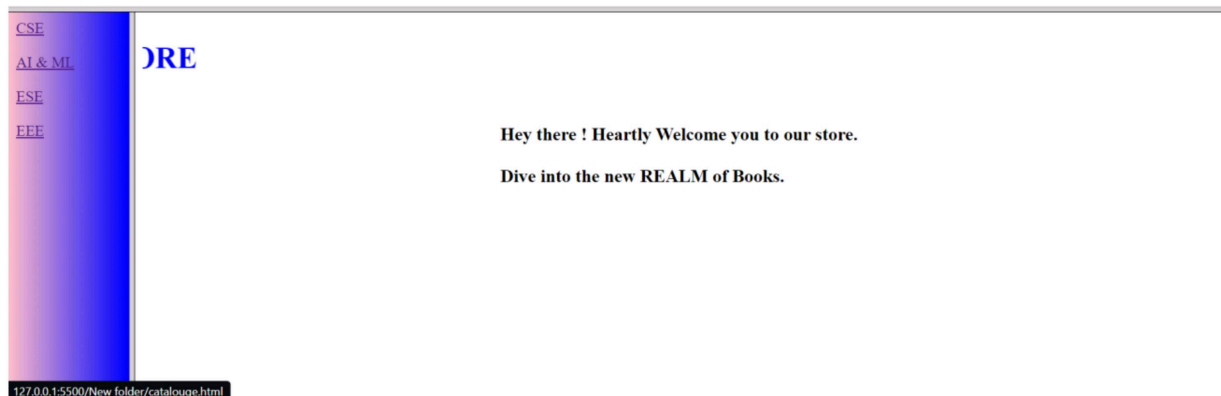 CSE
AI & ML
ORE
ESE
EEE
Hey there ! Heartly Welcome you to our store.
Dive into the new REALM of Books.
127.0.0.1:5500/New folder/catalouge.html